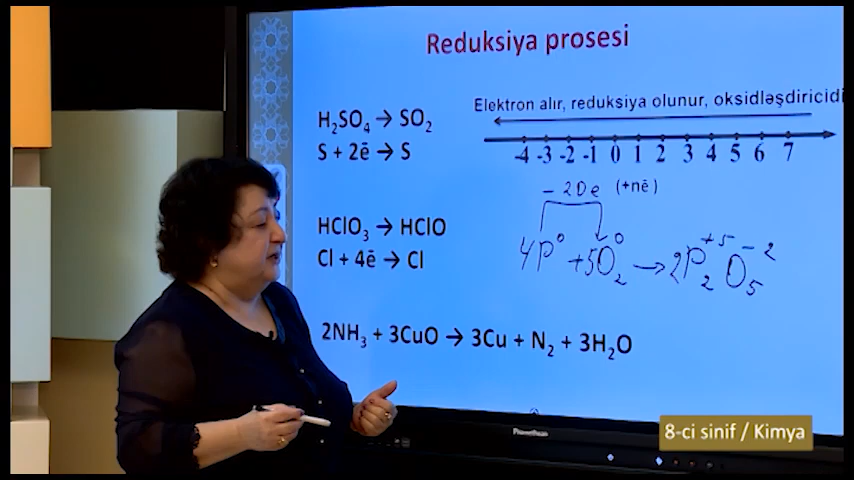 Reduksiya prosesi
H₂SO₄ → SO₂
S + 2ē → S
HClO₃ → HClO
Cl + 4ē → Cl
2NH₃ + 3CuO → 3Cu + N₂ + 3H₂O
Elektron alır, reduksiya olunur, oksidləşdiricidi
-4 -3 -2 -1 0 1 2 3 4 5 6 7
- 20e (+nē)
4P⁰ + 5O₂⁰ → 2P₂⁺⁵O₅⁻²
8-ci sinif / Kimya